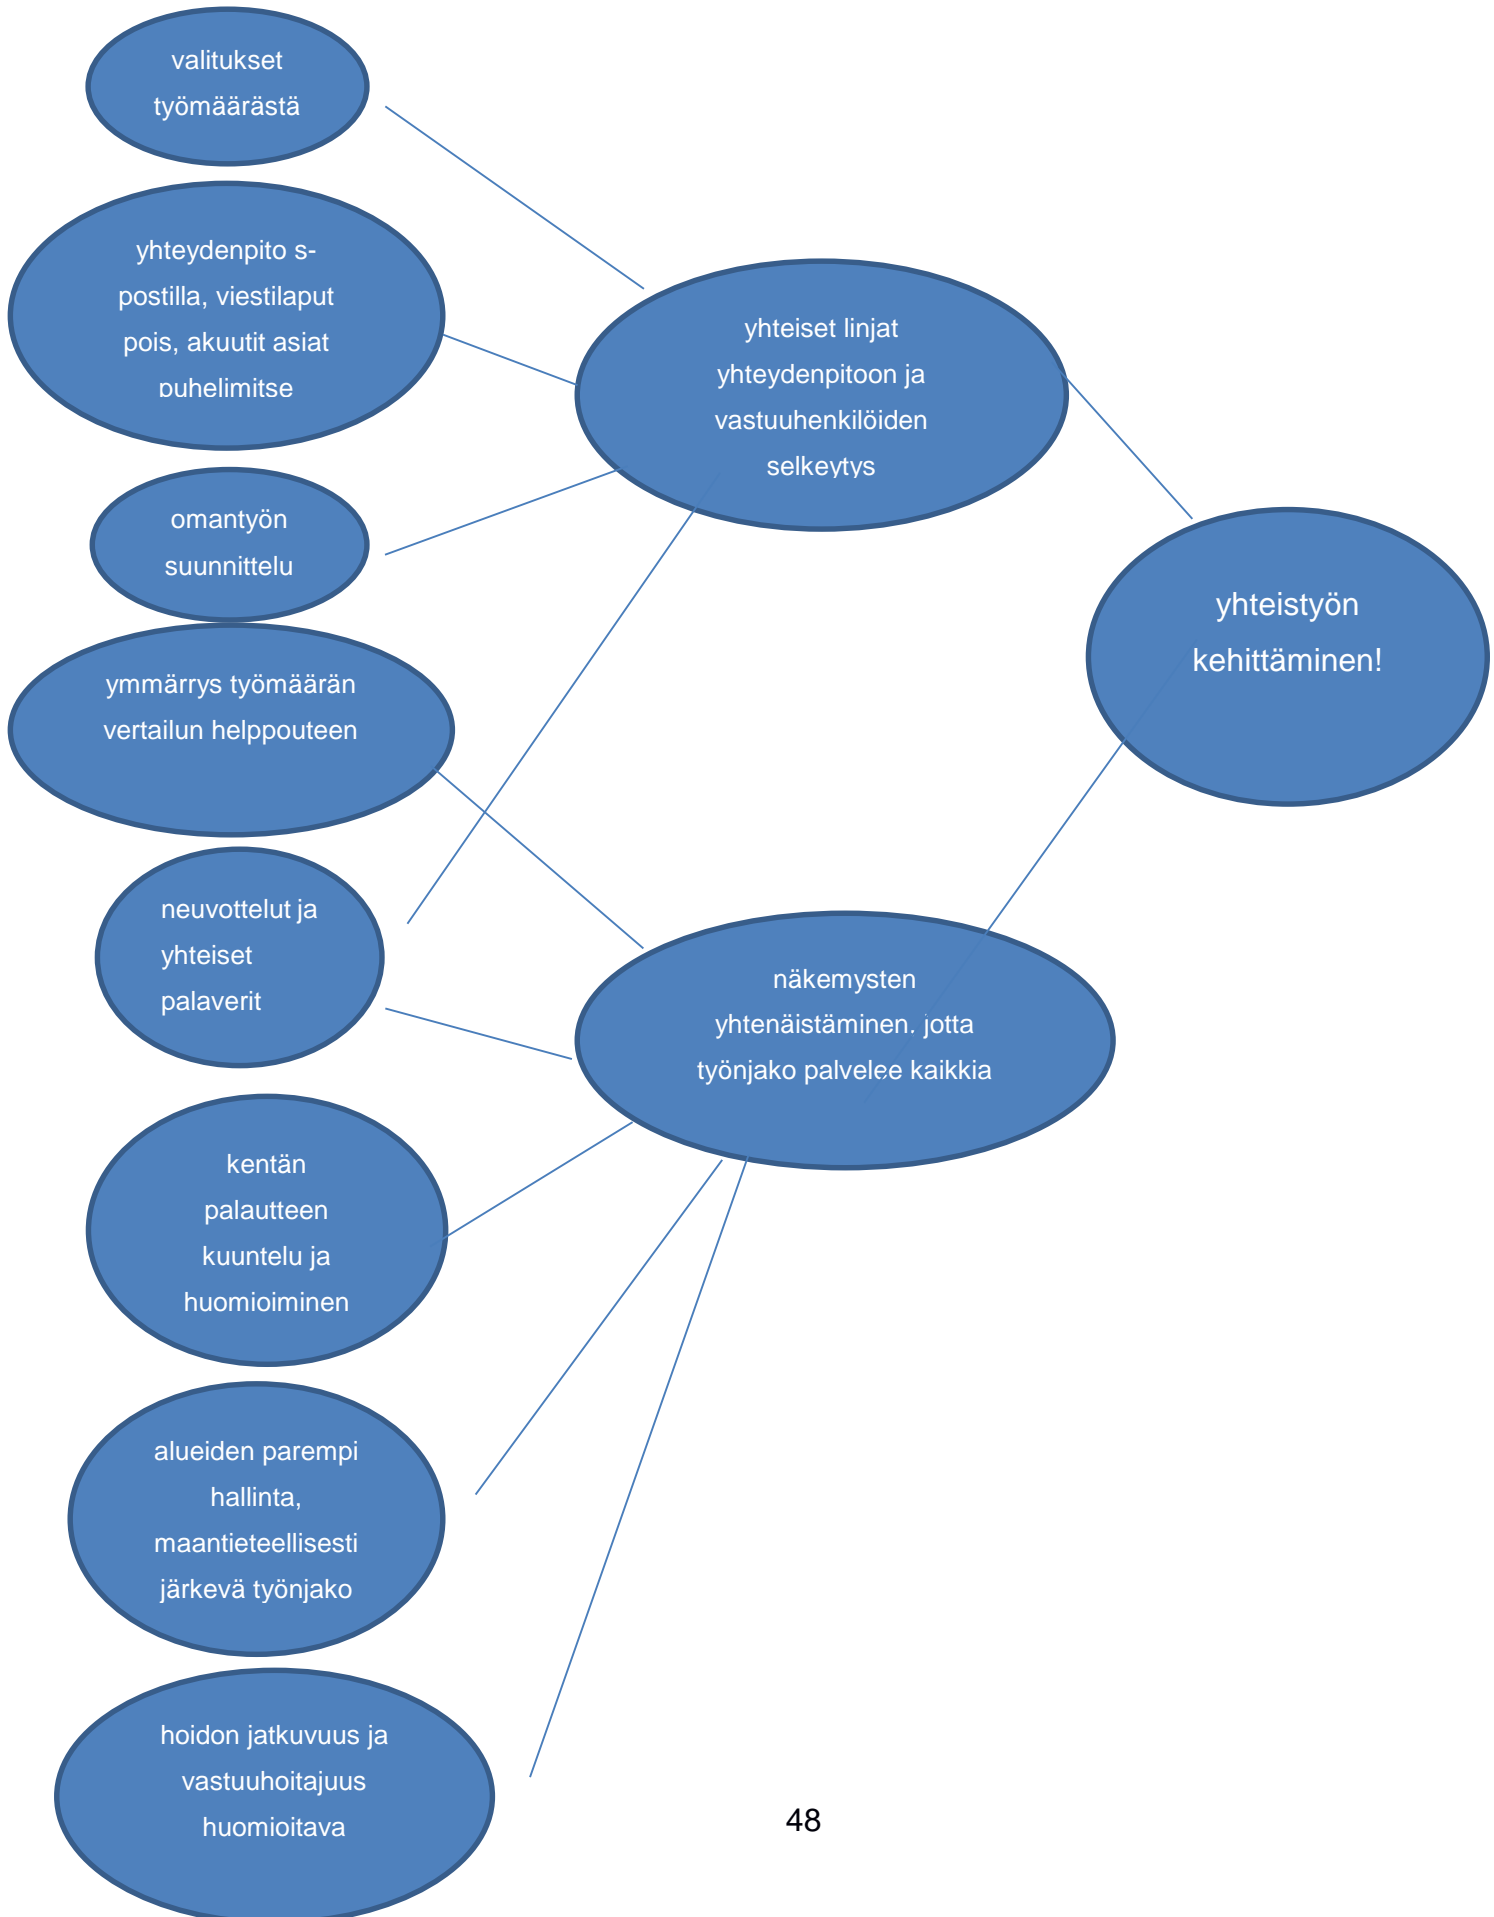 valitukset
työmäärästä
yhteydenpito s-
postilla, viestilaput
pois, akuutit asiat
puhelimitse
omantyön
suunnittelu
ymmärrys työmäärän
vertailun helppouteen
neuvottelut ja
yhteiset
palaverit
kentän
palautteen
kuuntelu ja
huomioiminen
alueiden parempi
hallinta,
maantieteellisesti
järkevä työnjako
hoidon jatkuvuus ja
vastuuhoitajuus
huomioitava
yhteiset linjat
yhteydenpitoon ja
vastuuhenkilöiden
selkeytys
näkemysten
yhtenäistäminen. jotta
työnjako palvelee kaikkia
yhteistyön
kehittäminen!
48